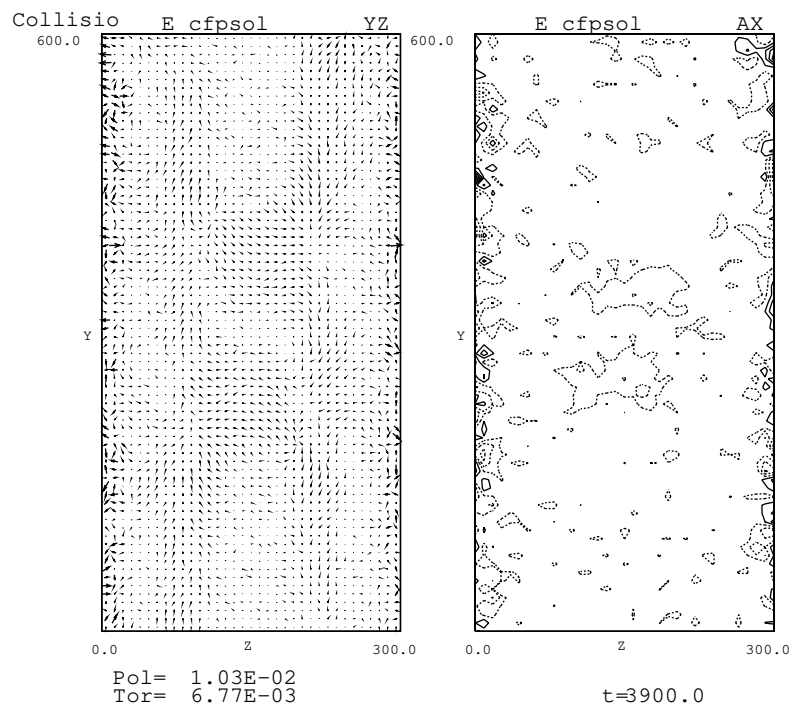 Collisio
E cfpsol YZ
E cfpsol AX
600.0
600.0
Y
Y
0.0
Z
300.0
0.0
Z
300.0
Pol= 1.03E-02
Tor= 6.77E-03
t=3900.0